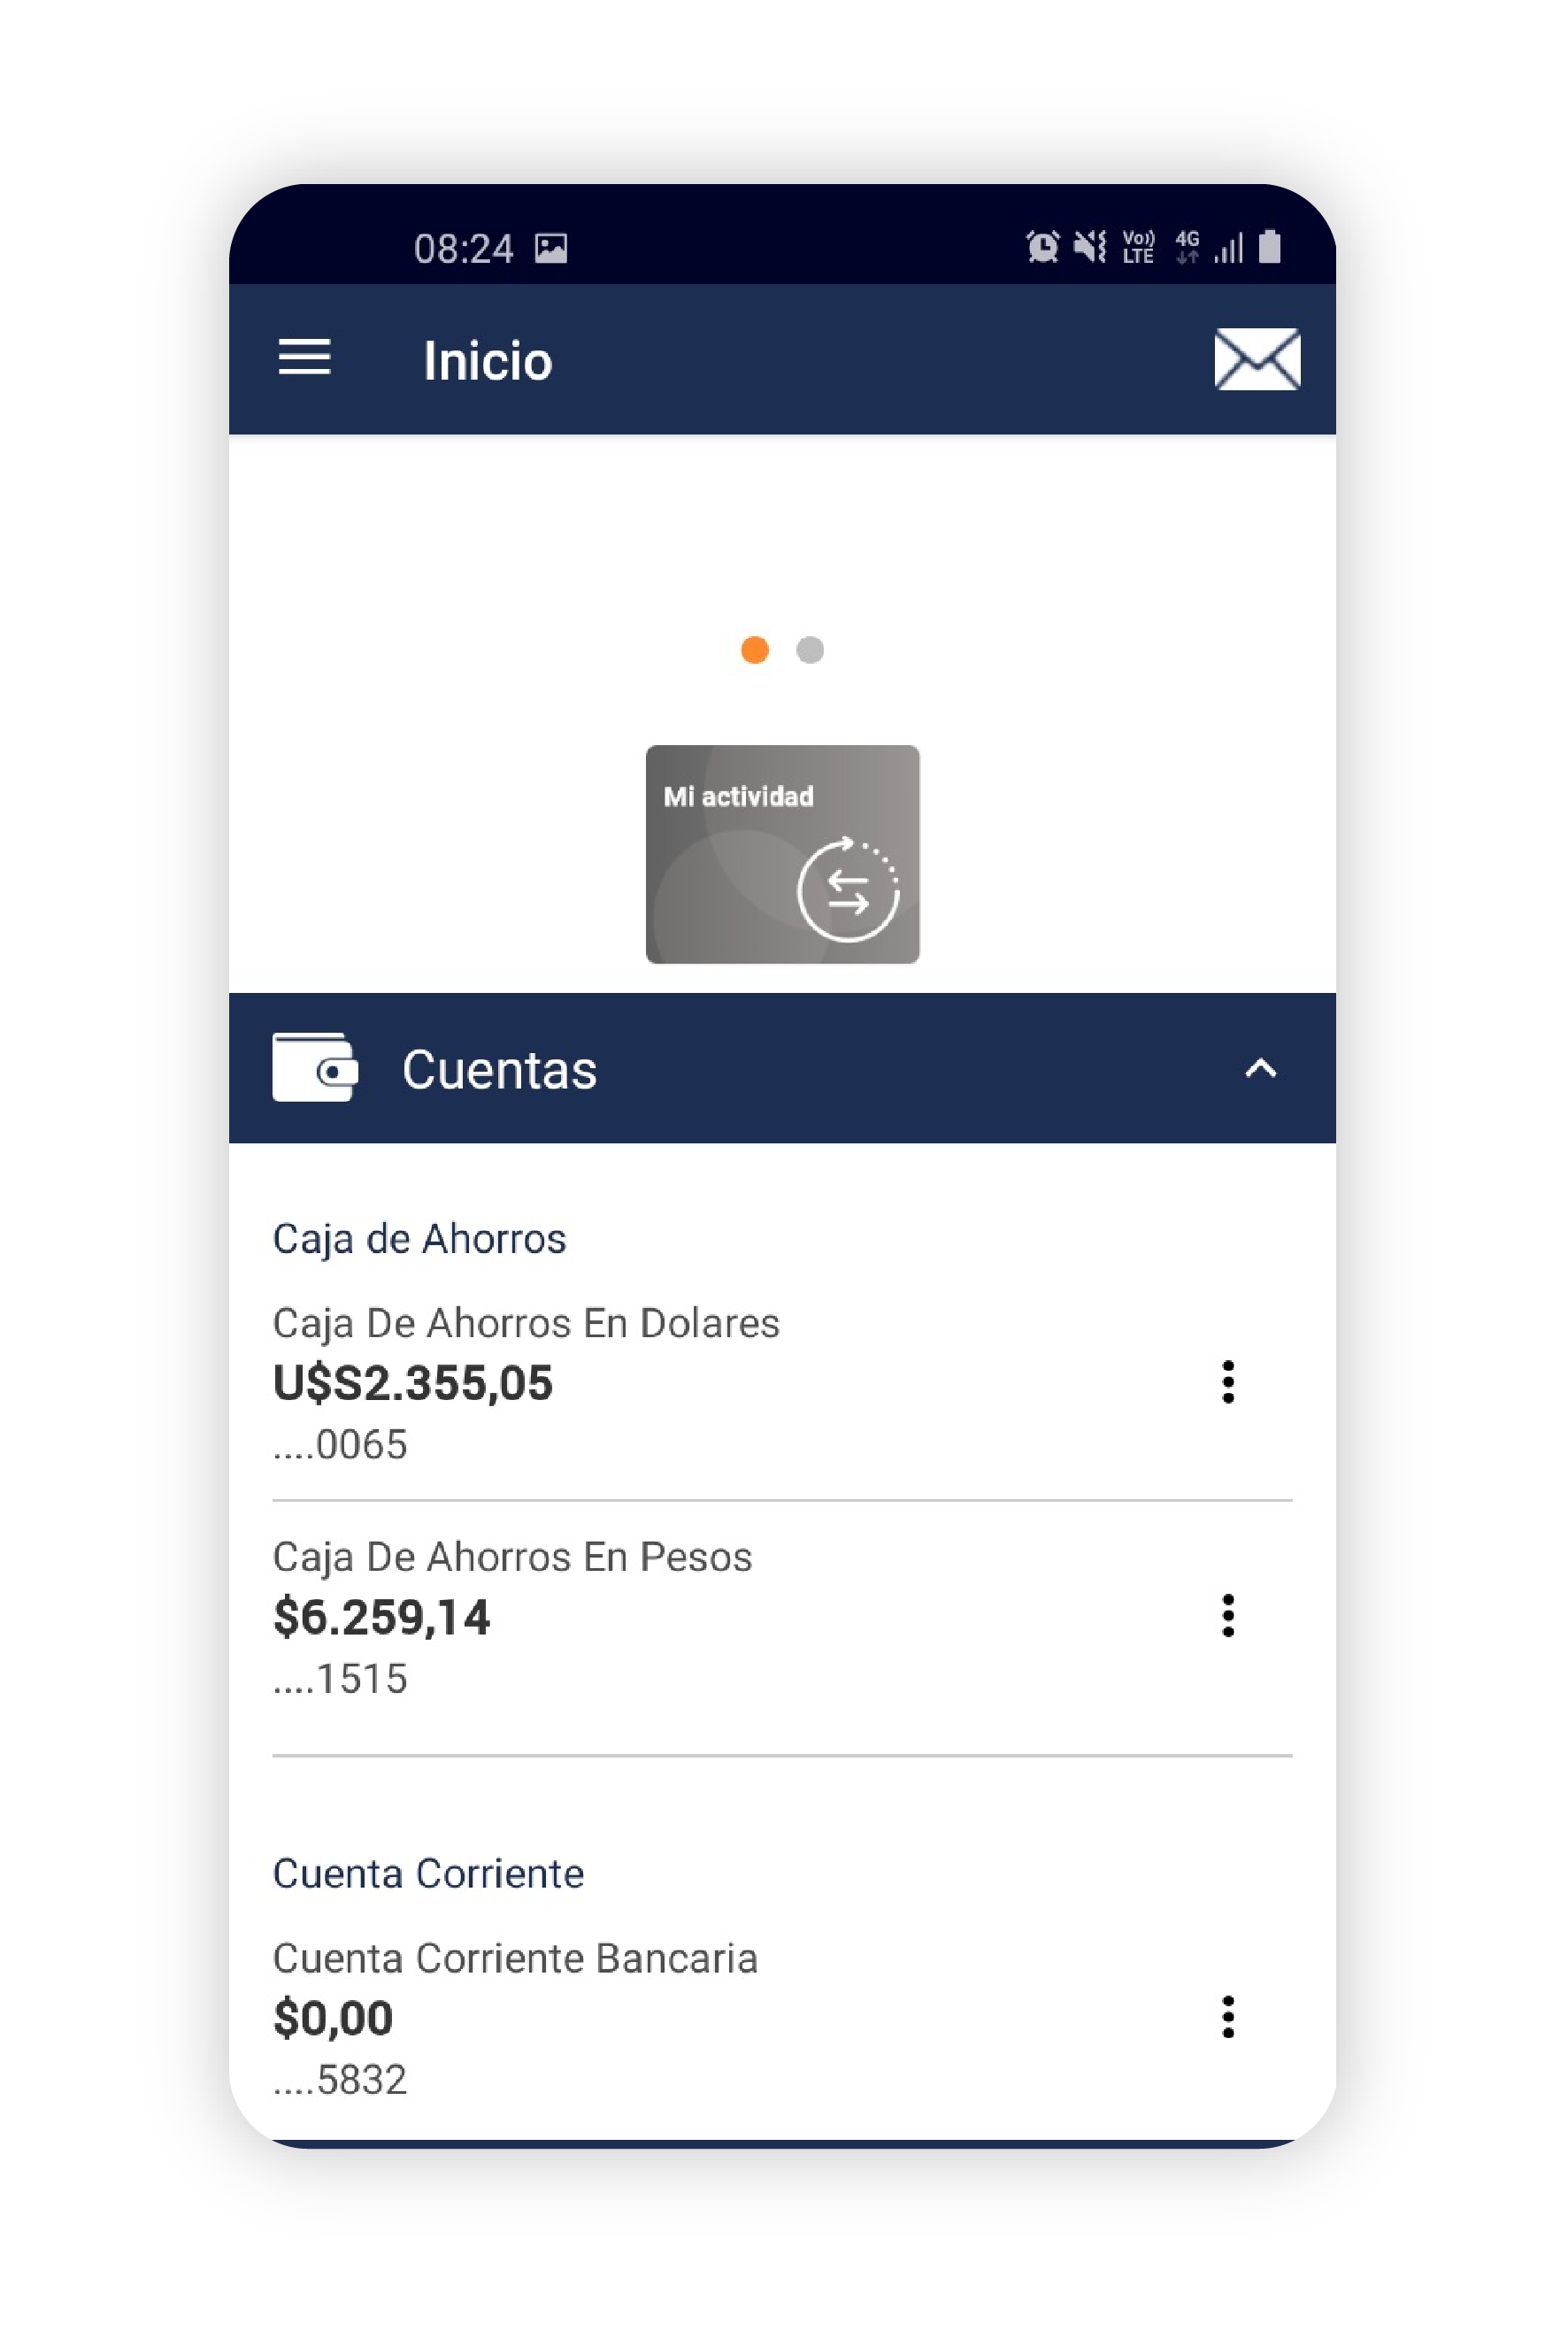 08:24 Vo)) LTE 4G
Inicio
Mi actividad
Cuentas
Caja de Ahorros
Caja De Ahorros En Dolares
U$S2.355,05
....0065
Caja De Ahorros En Pesos
$6.259,14
....1515
Cuenta Corriente
Cuenta Corriente Bancaria
$0,00
....5832